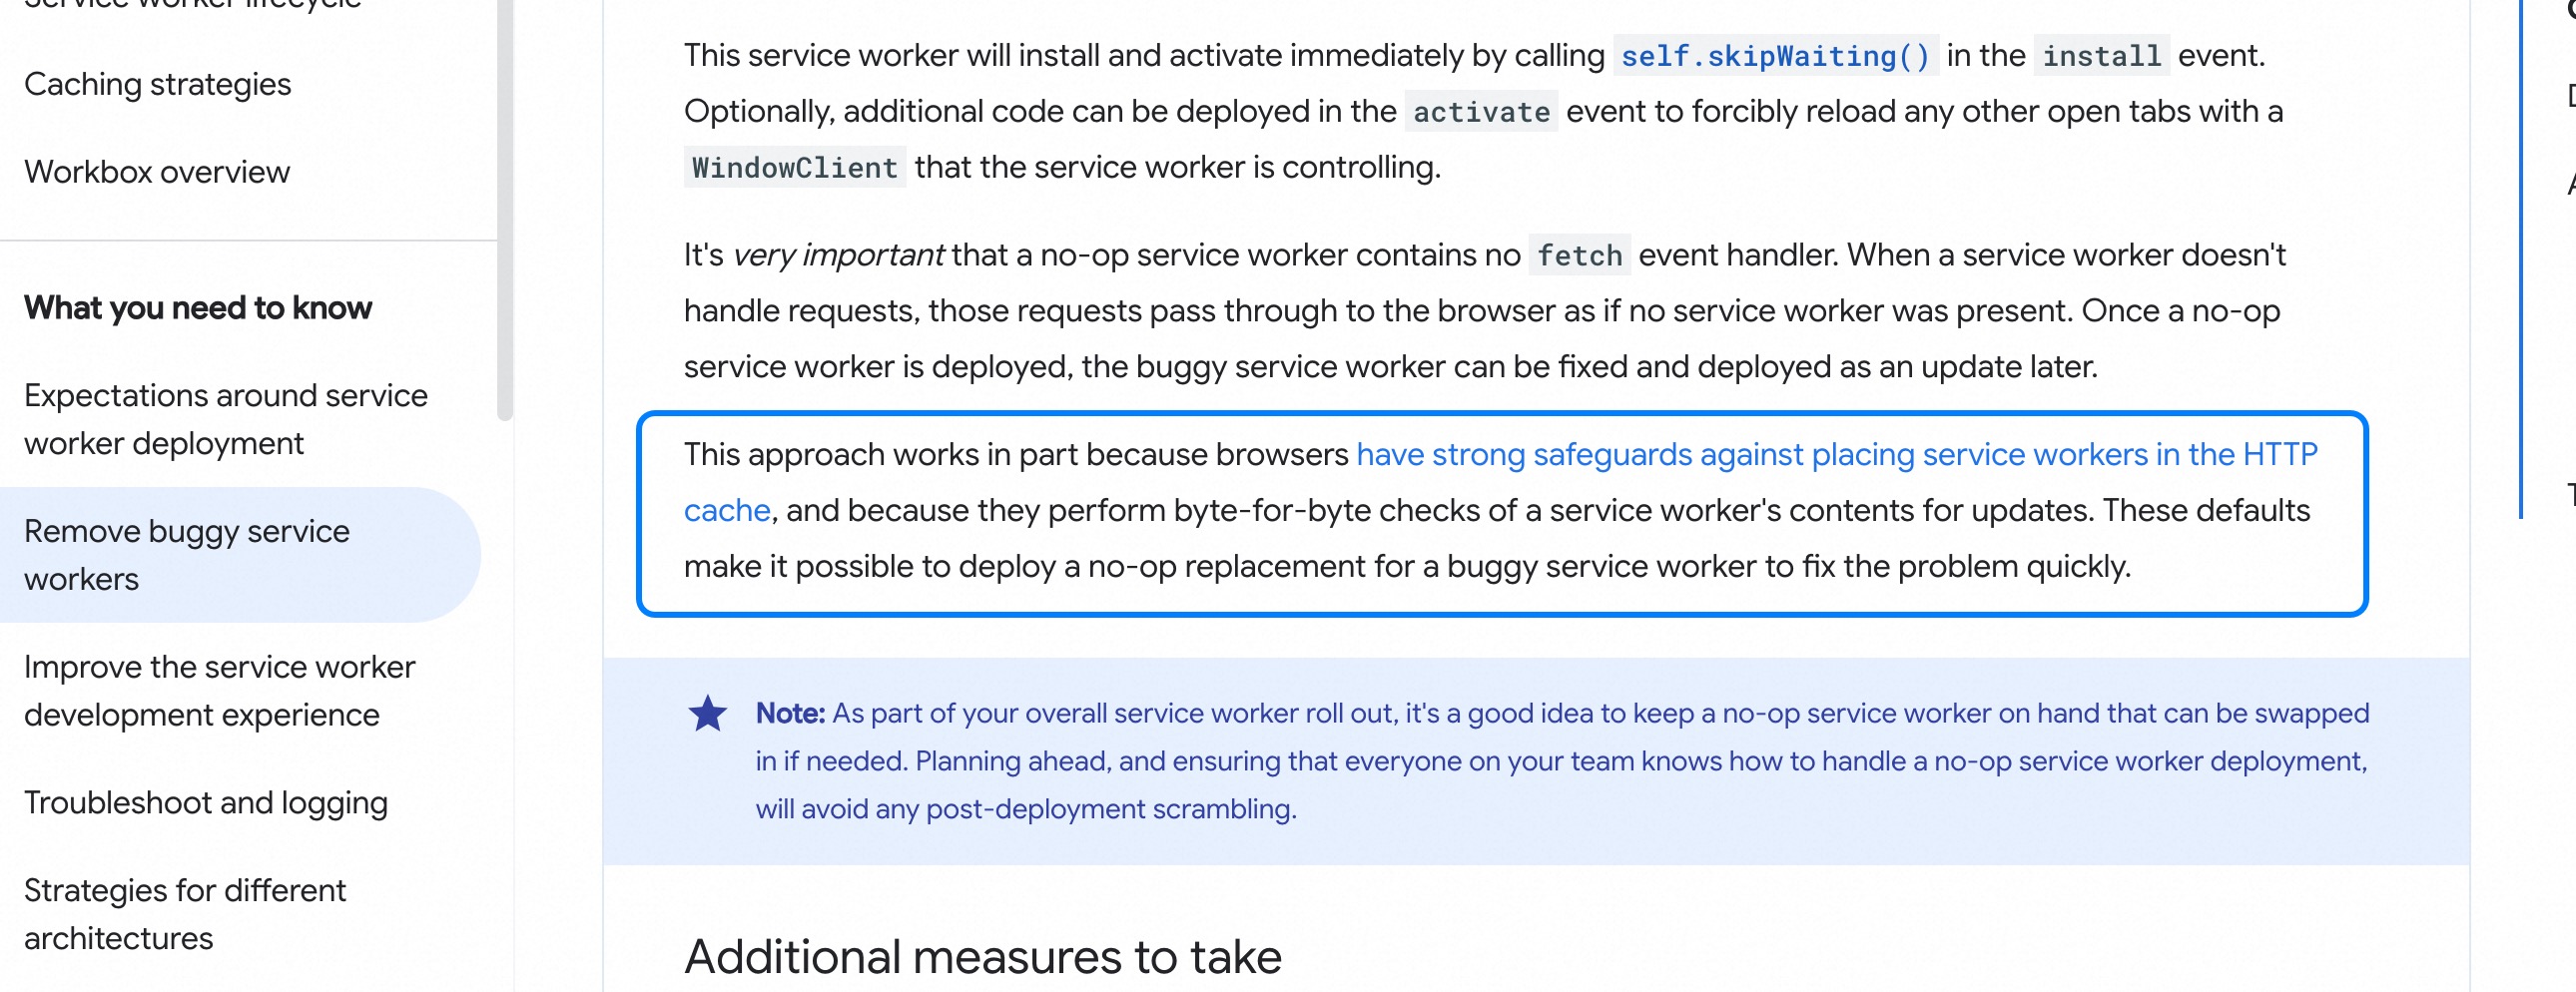 Service worker lifecycle
Caching strategies
Workbox overview
What you need to know
Expectations around service
worker deployment
Remove buggy service
workers
Improve the service worker
development experience
Troubleshoot and logging
Strategies for different
architectures
This service worker will install and activate immediately by calling self.skipWaiting() in the install event.
Optionally, additional code can be deployed in the activate event to forcibly reload any other open tabs with a
WindowClient that the service worker is controlling.
It's very important that a no-op service worker contains no fetch event handler. When a service worker doesn't
handle requests, those requests pass through to the browser as if no service worker was present. Once a no-op
service worker is deployed, the buggy service worker can be fixed and deployed as an update later.
This approach works in part because browsers have strong safeguards against placing service workers in the HTTP
cache, and because they perform byte-for-byte checks of a service worker's contents for updates. These defaults
make it possible to deploy a no-op replacement for a buggy service worker to fix the problem quickly.
Note: As part of your overall service worker roll out, it's a good idea to keep a no-op service worker on hand that can be swapped
in if needed. Planning ahead, and ensuring that everyone on your team knows how to handle a no-op service worker deployment,
will avoid any post-deployment scrambling.
Additional measures to take